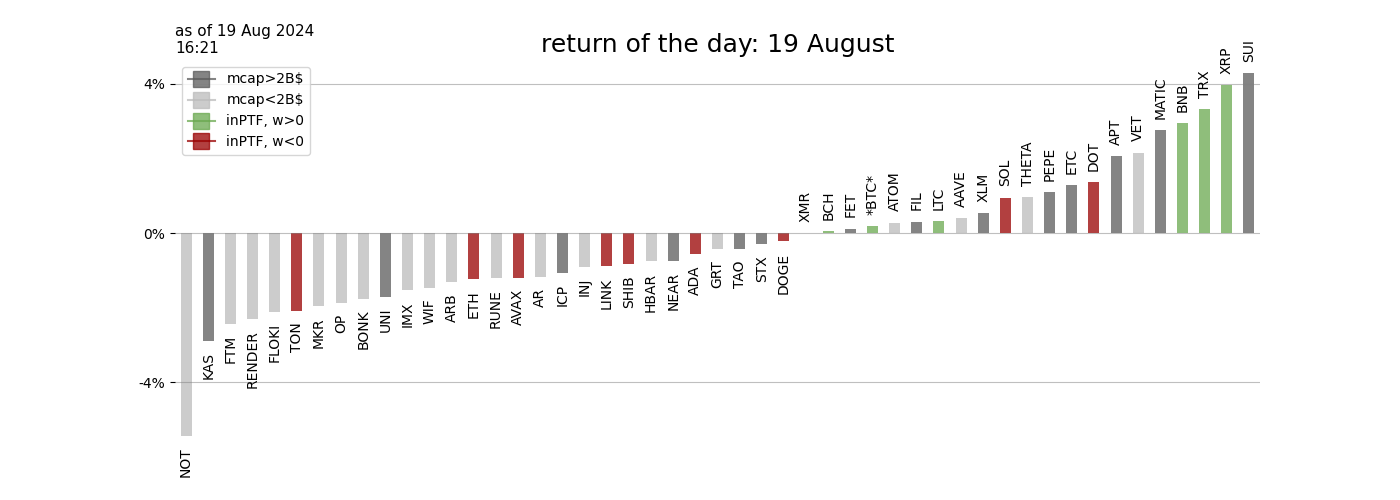 as of 19 Aug 2024
16:21
return of the day: 19 August
mcap>2B$
mcap<2B$
inPTF, w>0
inPTF, w<0
4%
0%
-4%
NOT
KAS
FTM
RENDER
FLOKI
TON
MKR
OP
BONK
UNI
IMX
WIF
ARB
ETH
RUNE
AVAX
AR
ICP
INJ
LINK
SHIB
HBAR
NEAR
ADA
GRT
TAO
STX
DOGE
XMR
BCH
FET
*BTC*
ATOM
FIL
LTC
AAVE
XLM
SOL
THETA
PEPE
ETC
DOT
APT
VET
MATIC
BNB
TRX
XRP
SUI